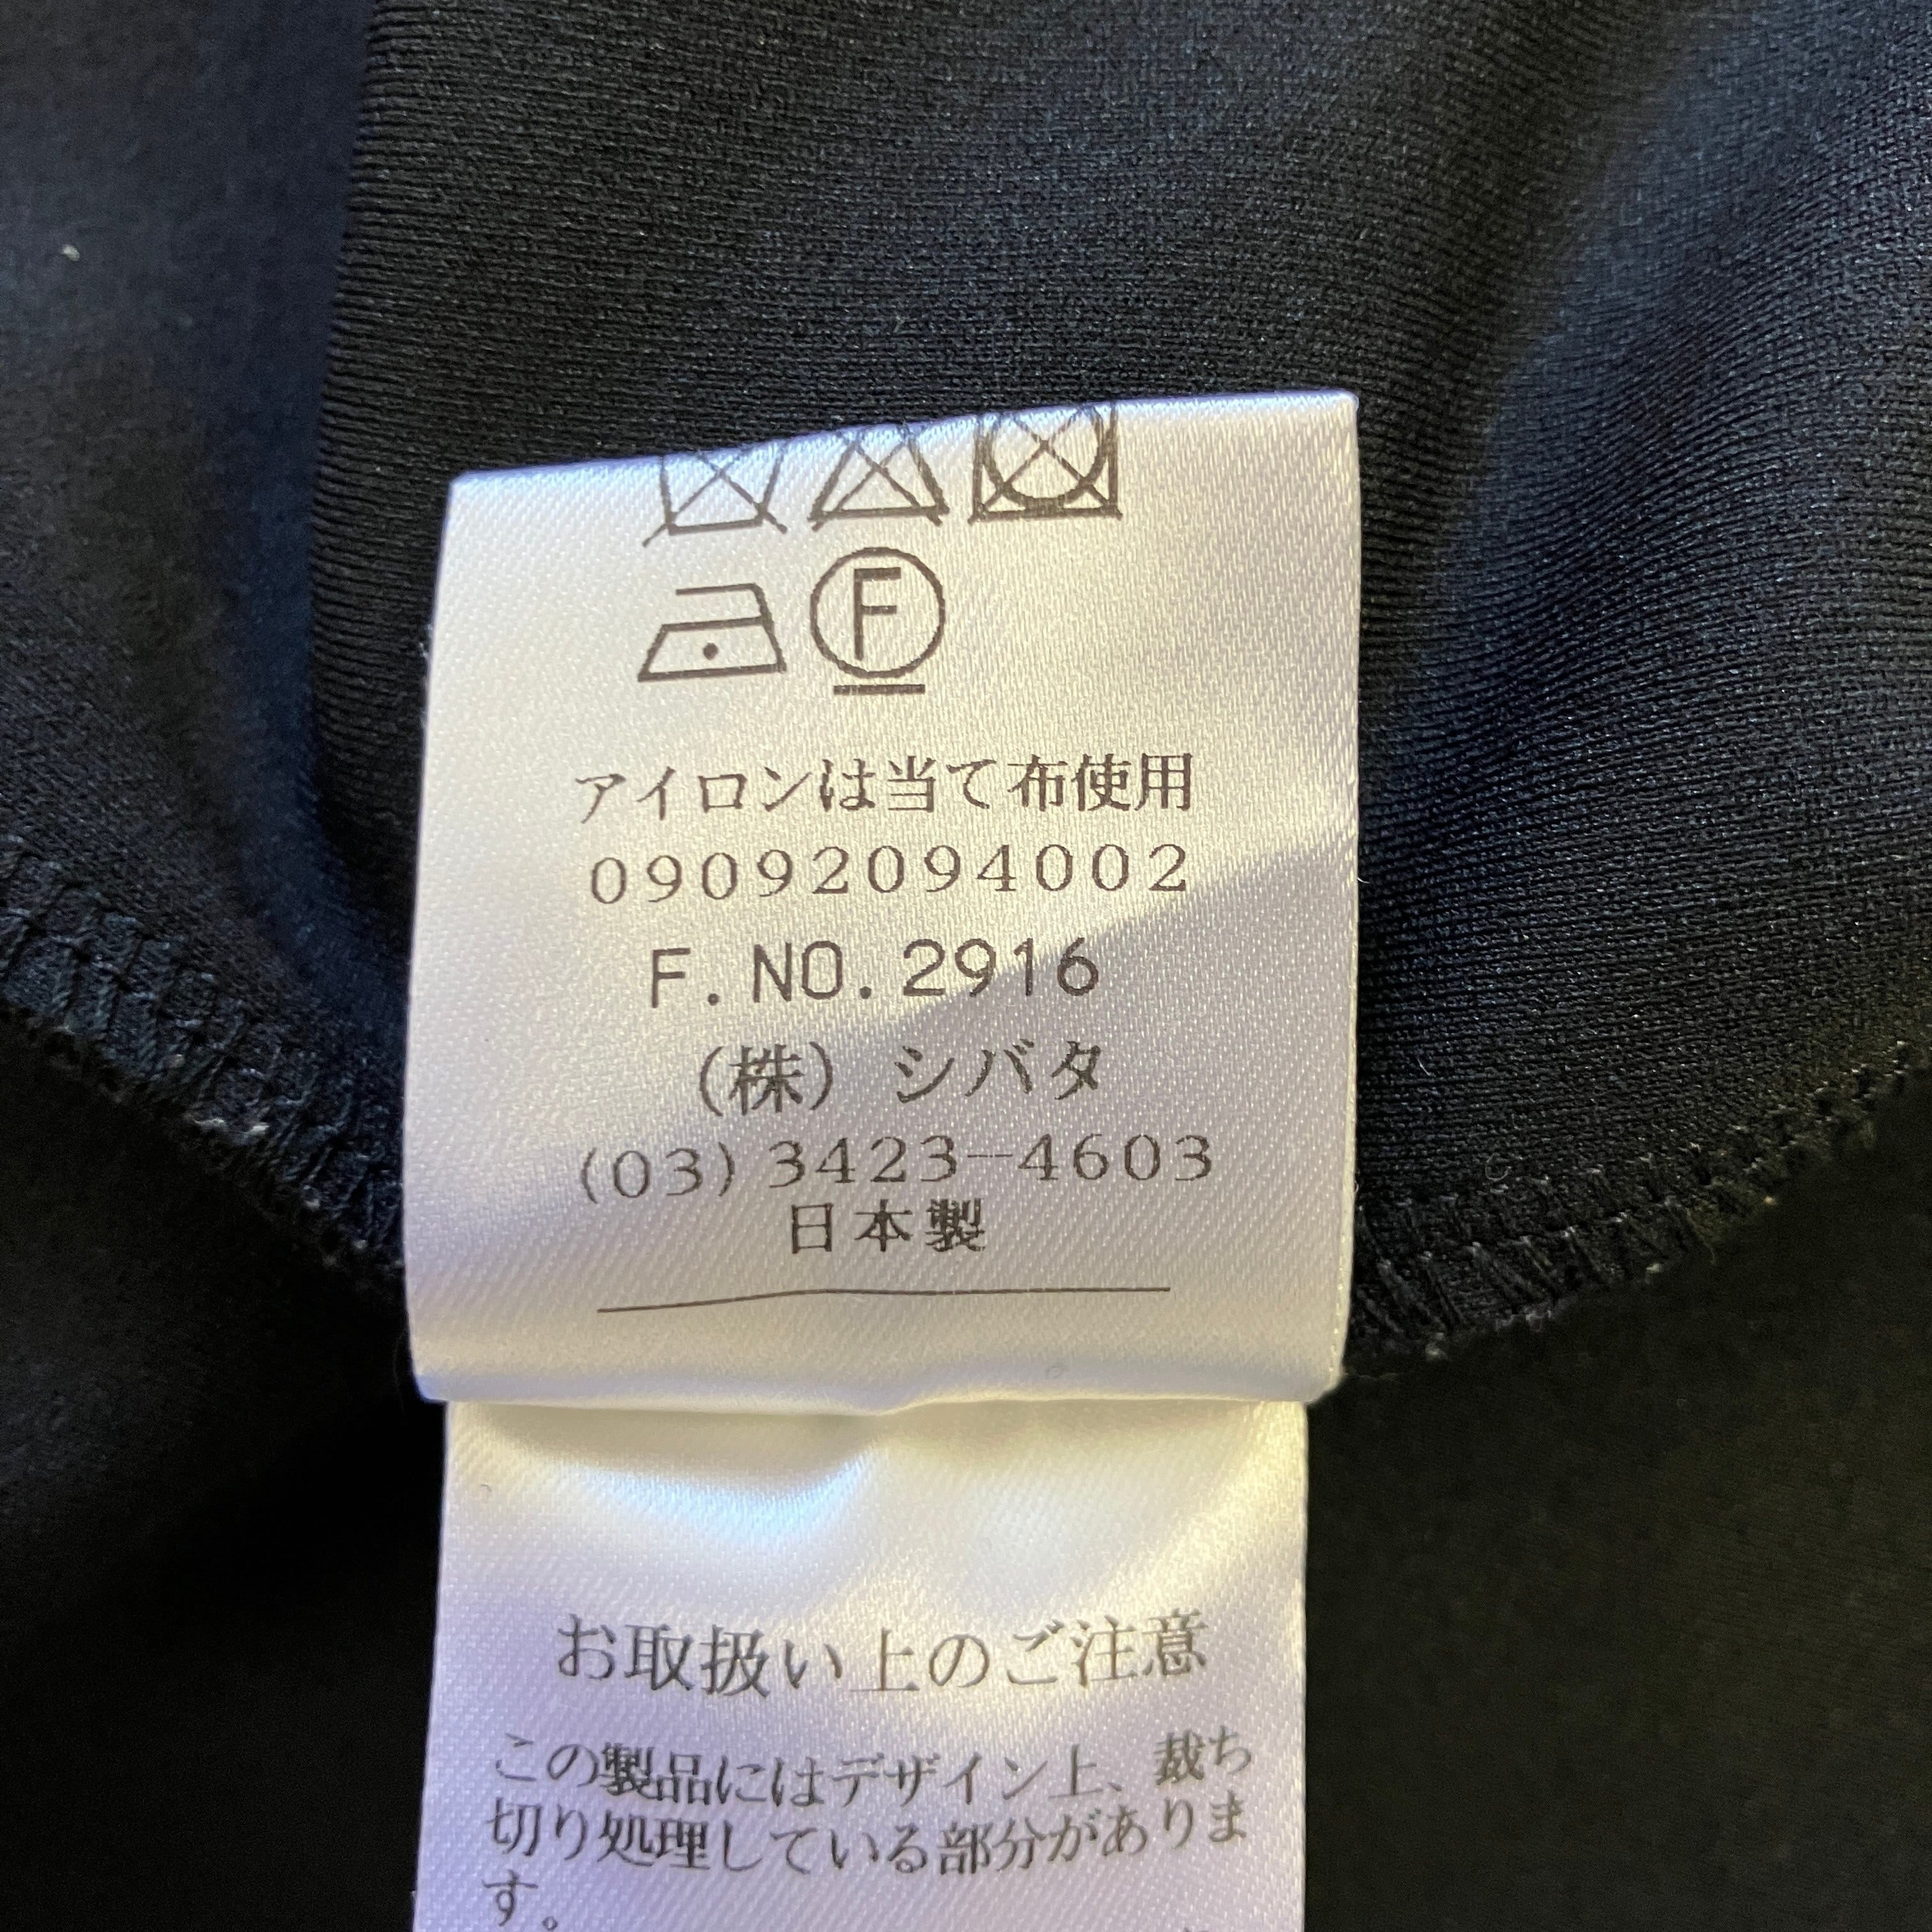 F
アイロンは当て布使用
09092094002
F.NO.2916
(株) シバタ
(03)3423-4603
日本製
お取扱い上のご注意
この製品にはデザイン上、裁ち
切り処理している部分がありま
す。